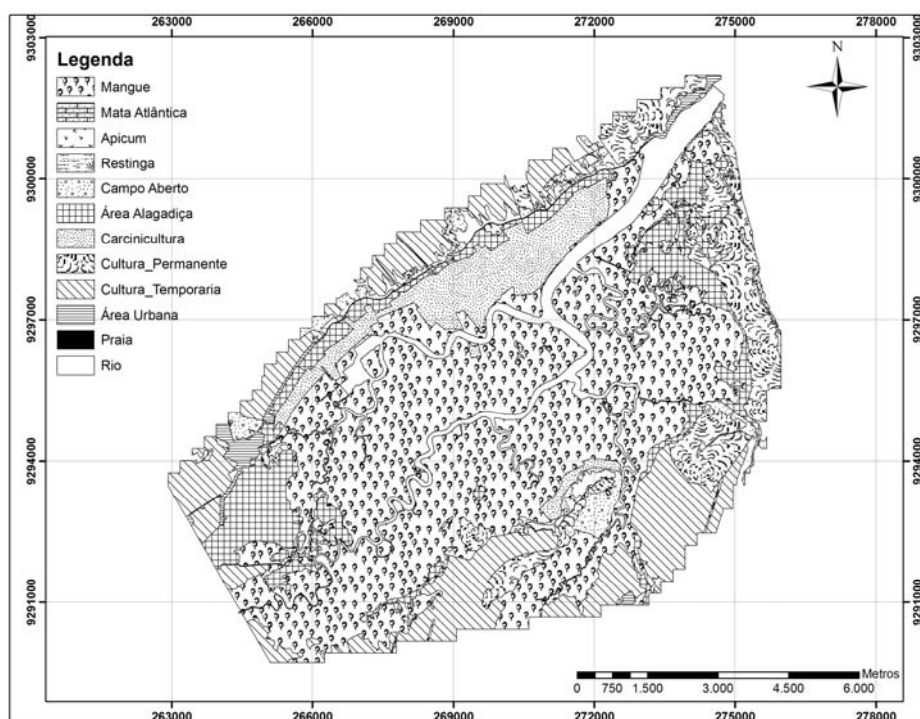 263000 266000 269000 272000 275000 278000
9303000 9303000
Legenda
N
Mangue
Mata Atlântica
Apicum
Restinga
Campo Aberto
Área Alagadiça
Carcinicultura
Cultura_Permanente
Cultura_Temporaria
Área Urbana
Praia
Rio
9300000 9300000
9297000 9297000
9294000 9294000
9291000 9291000
Metros
0 750 1.500 3.000 4.500 6.000
263000 266000 269000 272000 275000 278000